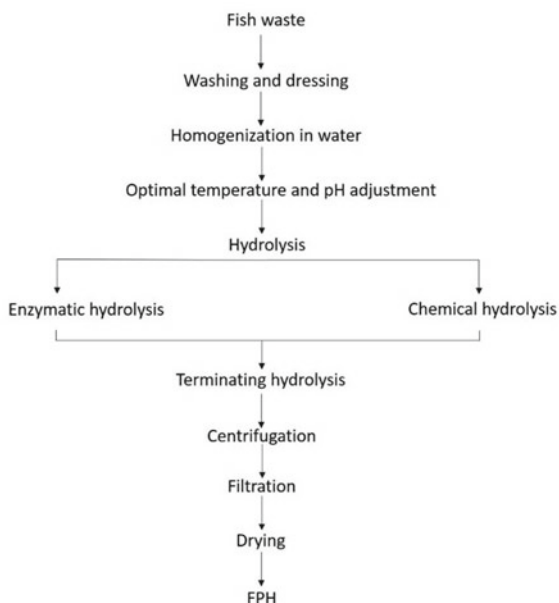 Fish waste
Washing and dressing
Homogenization in water
Optimal temperature and pH adjustment
Hydrolysis
Enzymatic hydrolysis
Chemical hydrolysis
Terminating hydrolysis
Centrifugation
Filtration
Drying
FPH